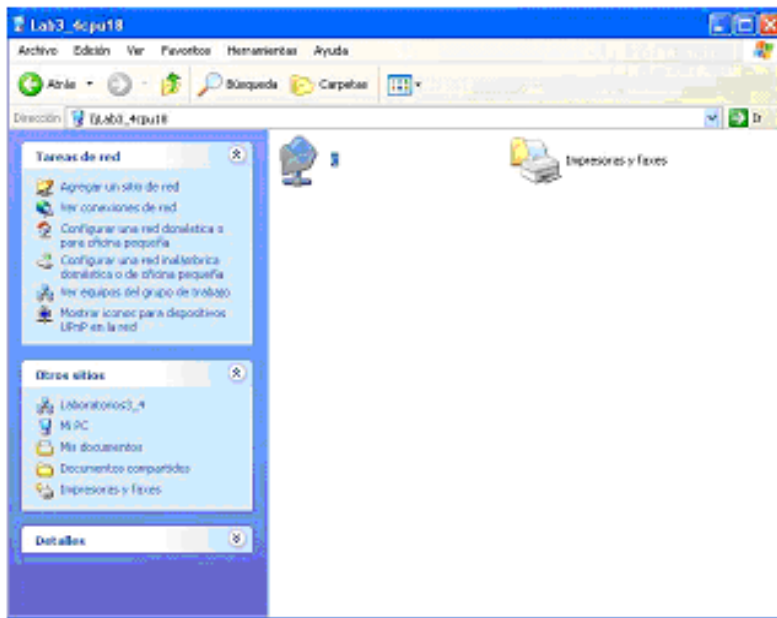 Lab3_4cpu18
Archivo Edición Ver Favoritos Herramientas Ayuda
Atrás Búsqueda Carpetas
Dirección \\Lab3_4cpu18 Ir
Tareas de red
Agregar un sitio de red
Ver conexiones de red
Configurar una red doméstica o
para oficina pequeña
Configurar una red inalámbrica
doméstica o de oficina pequeña
Ver equipos del grupo de trabajo
Mostrar iconos para dispositivos
UPnP en la red
Otros sitios
Laboratorios3_4
Mi PC
Mis documentos
Documentos compartidos
Impresoras y faxes
Detalles
Impresoras y faxes